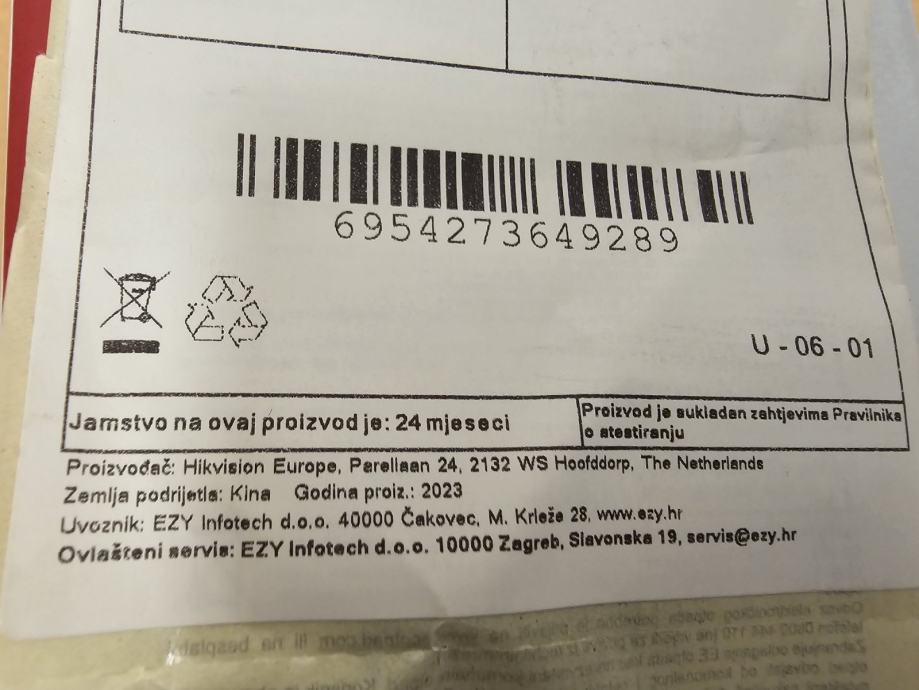 6954273649289
U - 06 - 01
Jamstvo na ovaj proizvod je: 24 mjeseci
Proizvod je sukladan zahtjevima Pravilnika
o atestiranju
Proizvođač: Hikvision Europe, Parellaan 24, 2132 WS Hoofddorp, The Netherlands
Zemlja podrijetla: Kina Godina proiz.: 2023
Uvoznik: EZY Infotech d.o.o. 40000 Čakovec, M. Krleže 28, www.ezy.hr
Ovlašteni servis: EZY Infotech d.o.o. 10000 Zagreb, Slavonska 19, servis@ezy.hr